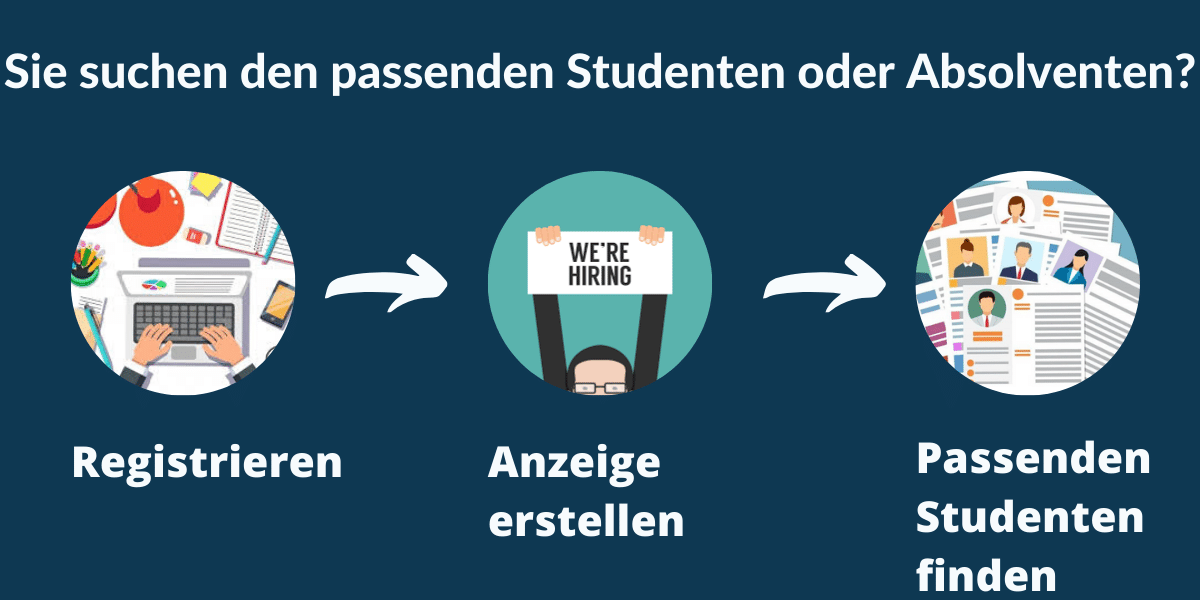 Sie suchen den passenden Studenten oder Absolventen?
WE'RE
HIRING
Registrieren
Anzeige
erstellen
Passenden
Studenten
finden